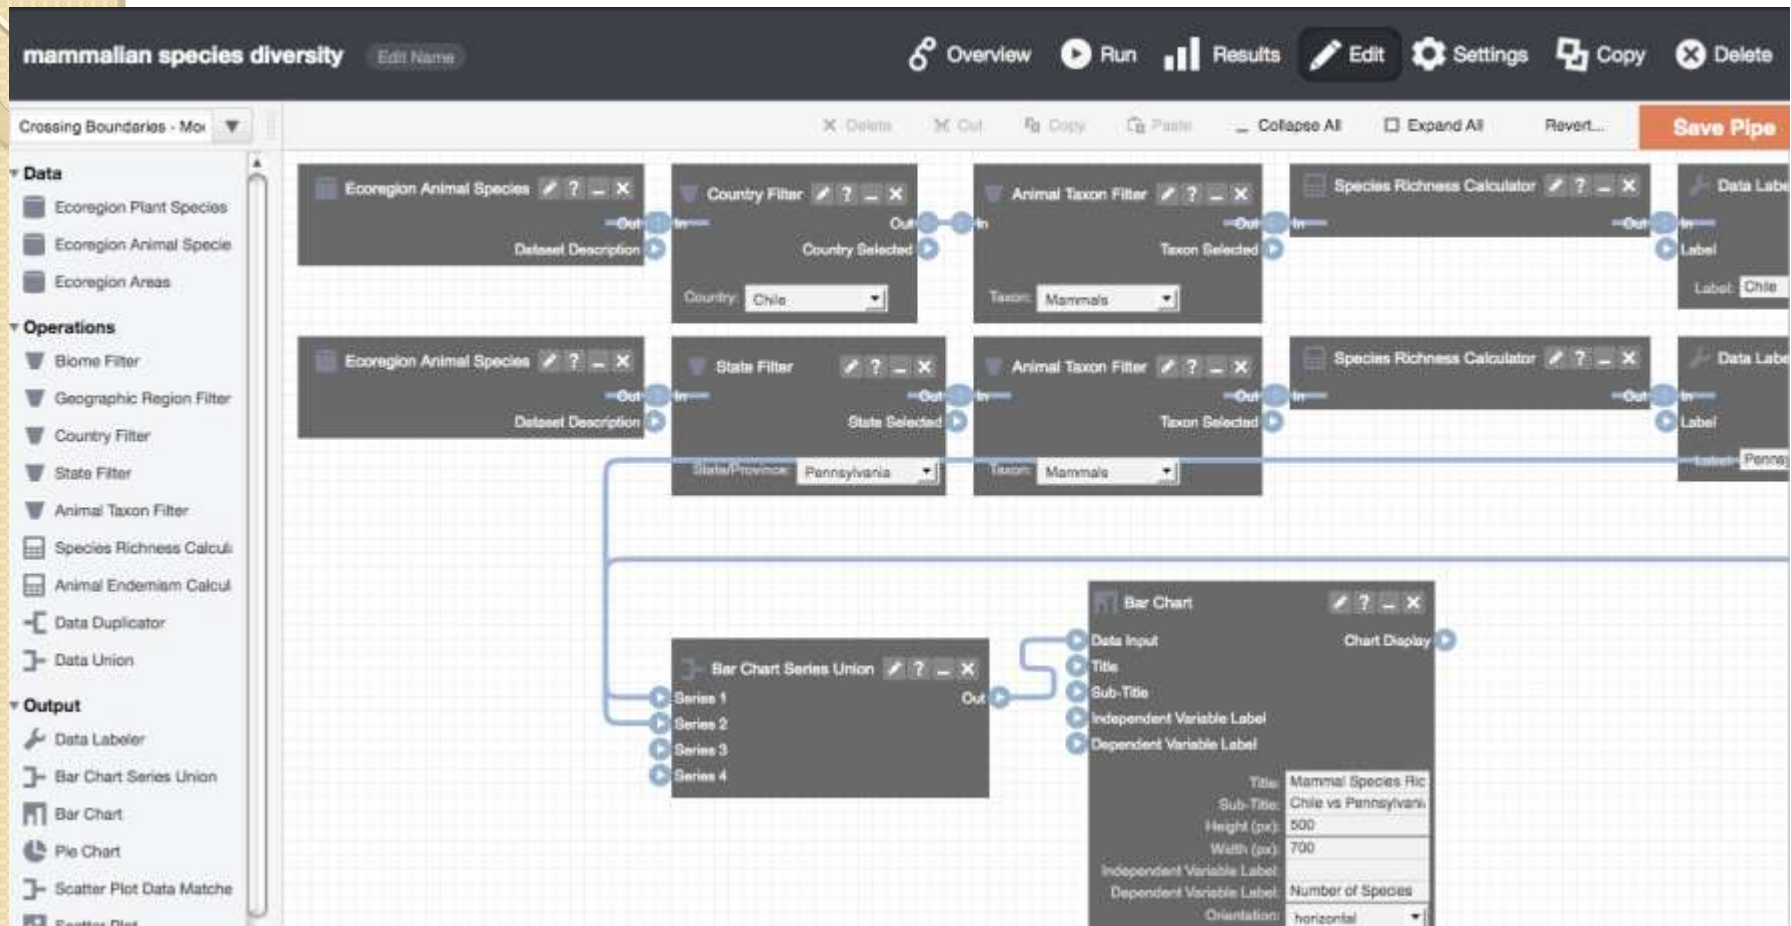 mammalian species diversity Edit Name Overview Run Results Edit Settings Copy Delete
Crossing Boundaries - Mo
Delete Cut Copy Paste Collapse All Expand All Revert... Save Pipe
Data
Ecoregion Plant Species
Ecoregion Animal Specie
Ecoregion Areas
Operations
Biome Filter
Geographic Region Filter
Country Filter
State Filter
Animal Taxon Filter
Species Richness Calcul
Animal Endemism Calcul
Data Duplicator
Data Union
Output
Data Labeler
Bar Chart Series Union
Bar Chart
Pie Chart
Scatter Plot Data Matche
Scatter Plot
Ecoregion Animal Species
Out
Dataset Description
Country Filter
In Out
Country Selected
Country: Chile
Animal Taxon Filter
In Out
Taxon Selected
Taxon: Mammals
Species Richness Calculator
In Out
Data Labe
In
Label
Label: Chile
Ecoregion Animal Species
Out
Dataset Description
State Filter
In Out
State Selected
State/Province: Pennsylvania
Animal Taxon Filter
In Out
Taxon Selected
Taxon: Mammals
Species Richness Calculator
In Out
Data Labe
In
Label
Label: Pennsy
Bar Chart Series Union
Series 1 Out
Series 2
Series 3
Series 4
Bar Chart
Data Input Chart Display
Title
Sub-Title
Independent Variable Label
Dependent Variable Label
Title: Mammal Species Ric
Sub-Title: Chile vs Pennsylvani
Height (px): 500
Width (px): 700
Independent Variable Label:
Dependent Variable Label: Number of Species
Orientation: horizontal